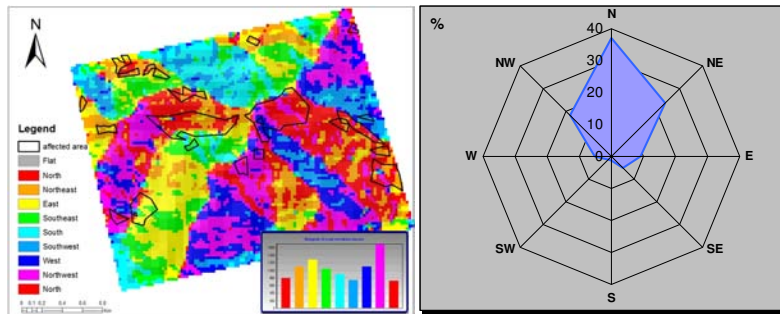 N
Legend
affected area
Flat
North
Northeast
East
Southeast
South
Southwest
West
Northwest
North
%
N
40
30
20
10
0
NE
E
SE
S
SW
W
NW